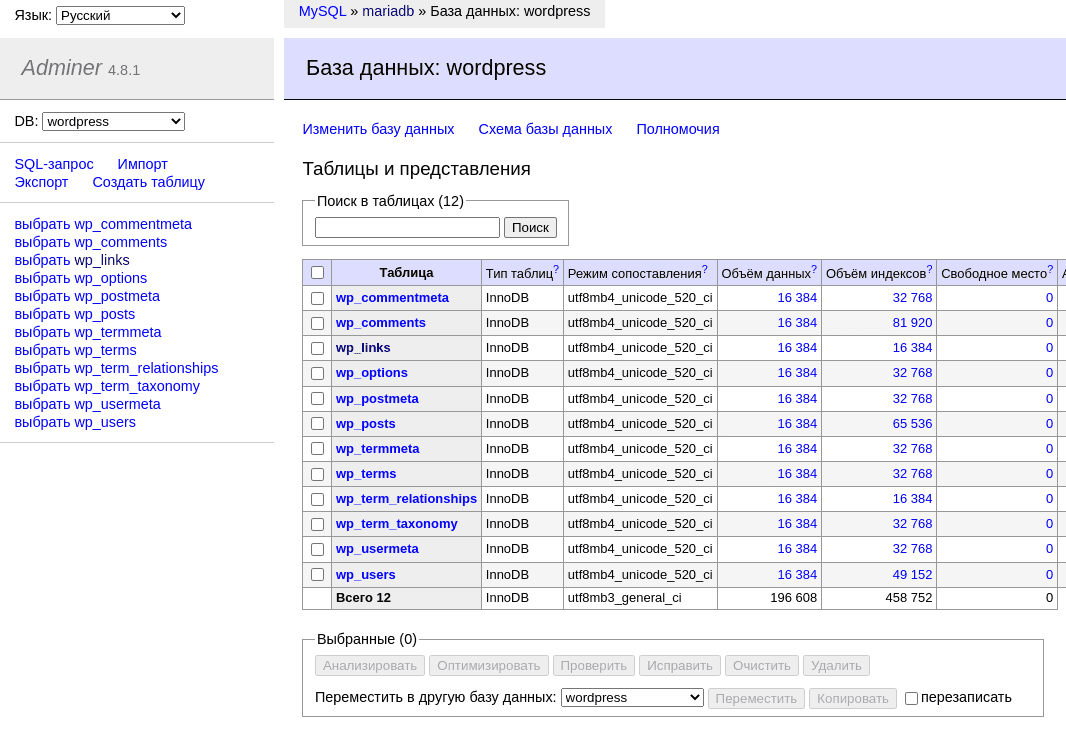 Язык: Русский
MySQL » mariadb » База данных: wordpress
Adminer 4.8.1
База данных: wordpress
DB: wordpress
SQL-запрос Импорт
Экспорт Создать таблицу
выбрать wp_commentmeta
выбрать wp_comments
выбрать wp_links
выбрать wp_options
выбрать wp_postmeta
выбрать wp_posts
выбрать wp_termmeta
выбрать wp_terms
выбрать wp_term_relationships
выбрать wp_term_taxonomy
выбрать wp_usermeta
выбрать wp_users
Изменить базу данных Схема базы данных Полномочия
Таблицы и представления
Поиск в таблицах (12)
Поиск
Таблица Тип таблиц? Режим сопоставления? Объём данных? Объём индексов? Свободное место?
wp_commentmeta InnoDB utf8mb4_unicode_520_ci 16 384 32 768 0
wp_comments InnoDB utf8mb4_unicode_520_ci 16 384 81 920 0
wp_links InnoDB utf8mb4_unicode_520_ci 16 384 16 384 0
wp_options InnoDB utf8mb4_unicode_520_ci 16 384 32 768 0
wp_postmeta InnoDB utf8mb4_unicode_520_ci 16 384 32 768 0
wp_posts InnoDB utf8mb4_unicode_520_ci 16 384 65 536 0
wp_termmeta InnoDB utf8mb4_unicode_520_ci 16 384 32 768 0
wp_terms InnoDB utf8mb4_unicode_520_ci 16 384 32 768 0
wp_term_relationships InnoDB utf8mb4_unicode_520_ci 16 384 16 384 0
wp_term_taxonomy InnoDB utf8mb4_unicode_520_ci 16 384 32 768 0
wp_usermeta InnoDB utf8mb4_unicode_520_ci 16 384 32 768 0
wp_users InnoDB utf8mb4_unicode_520_ci 16 384 49 152 0
Всего 12 InnoDB utf8mb3_general_ci 196 608 458 752 0
Выбранные (0)
Анализировать Оптимизировать Проверить Исправить Очистить Удалить
Переместить в другую базу данных: wordpress Переместить Копировать перезаписать